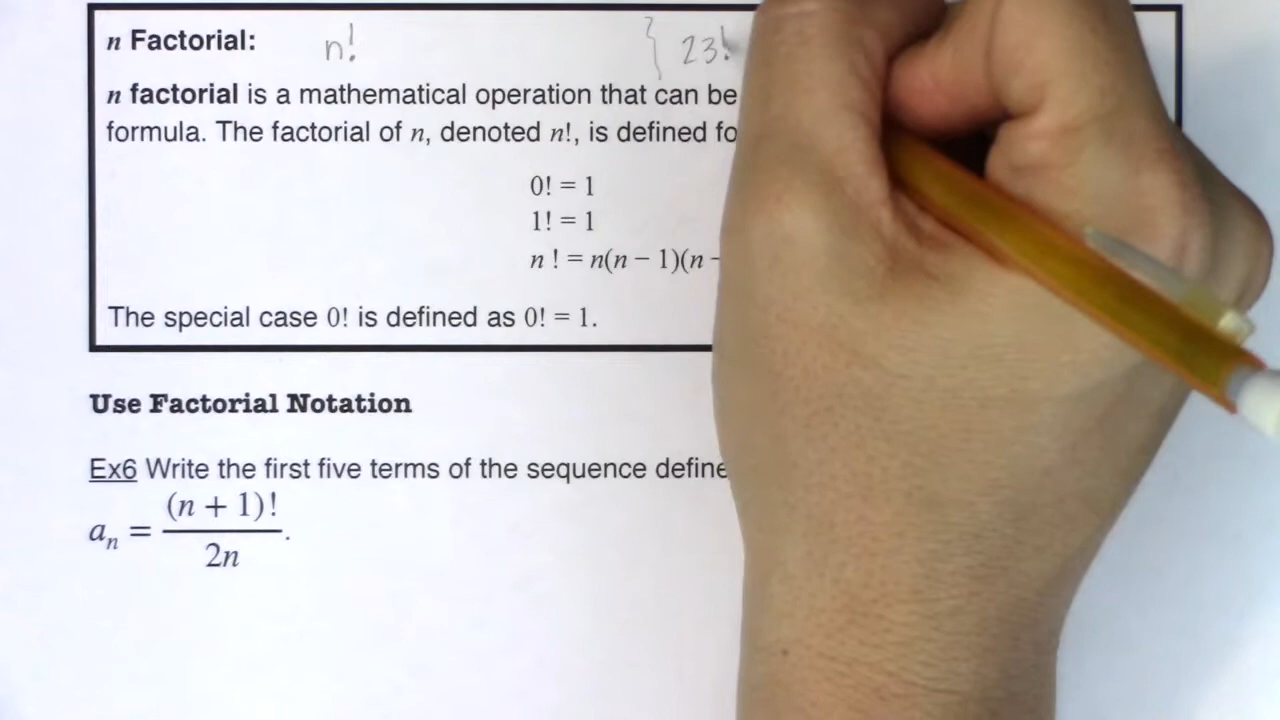 n Factorial: n! { 23!
n factorial is a mathematical operation that can be
formula. The factorial of n, denoted n!, is defined fo
0! = 1
1! = 1
n ! = n(n − 1)(n −
The special case 0! is defined as 0! = 1.
Use Factorial Notation
Ex6 Write the first five terms of the sequence define
aₙ = (n + 1)! / 2n.